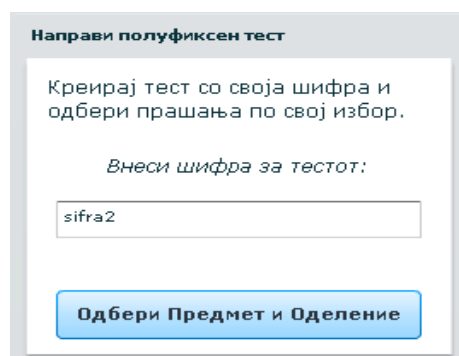 Направи полуфиксен тест
Креирај тест со своја шифра и
одбери прашања по свој избор.
Внеси шифра за тестот:
sifra2
Одбери Предмет и Оделение